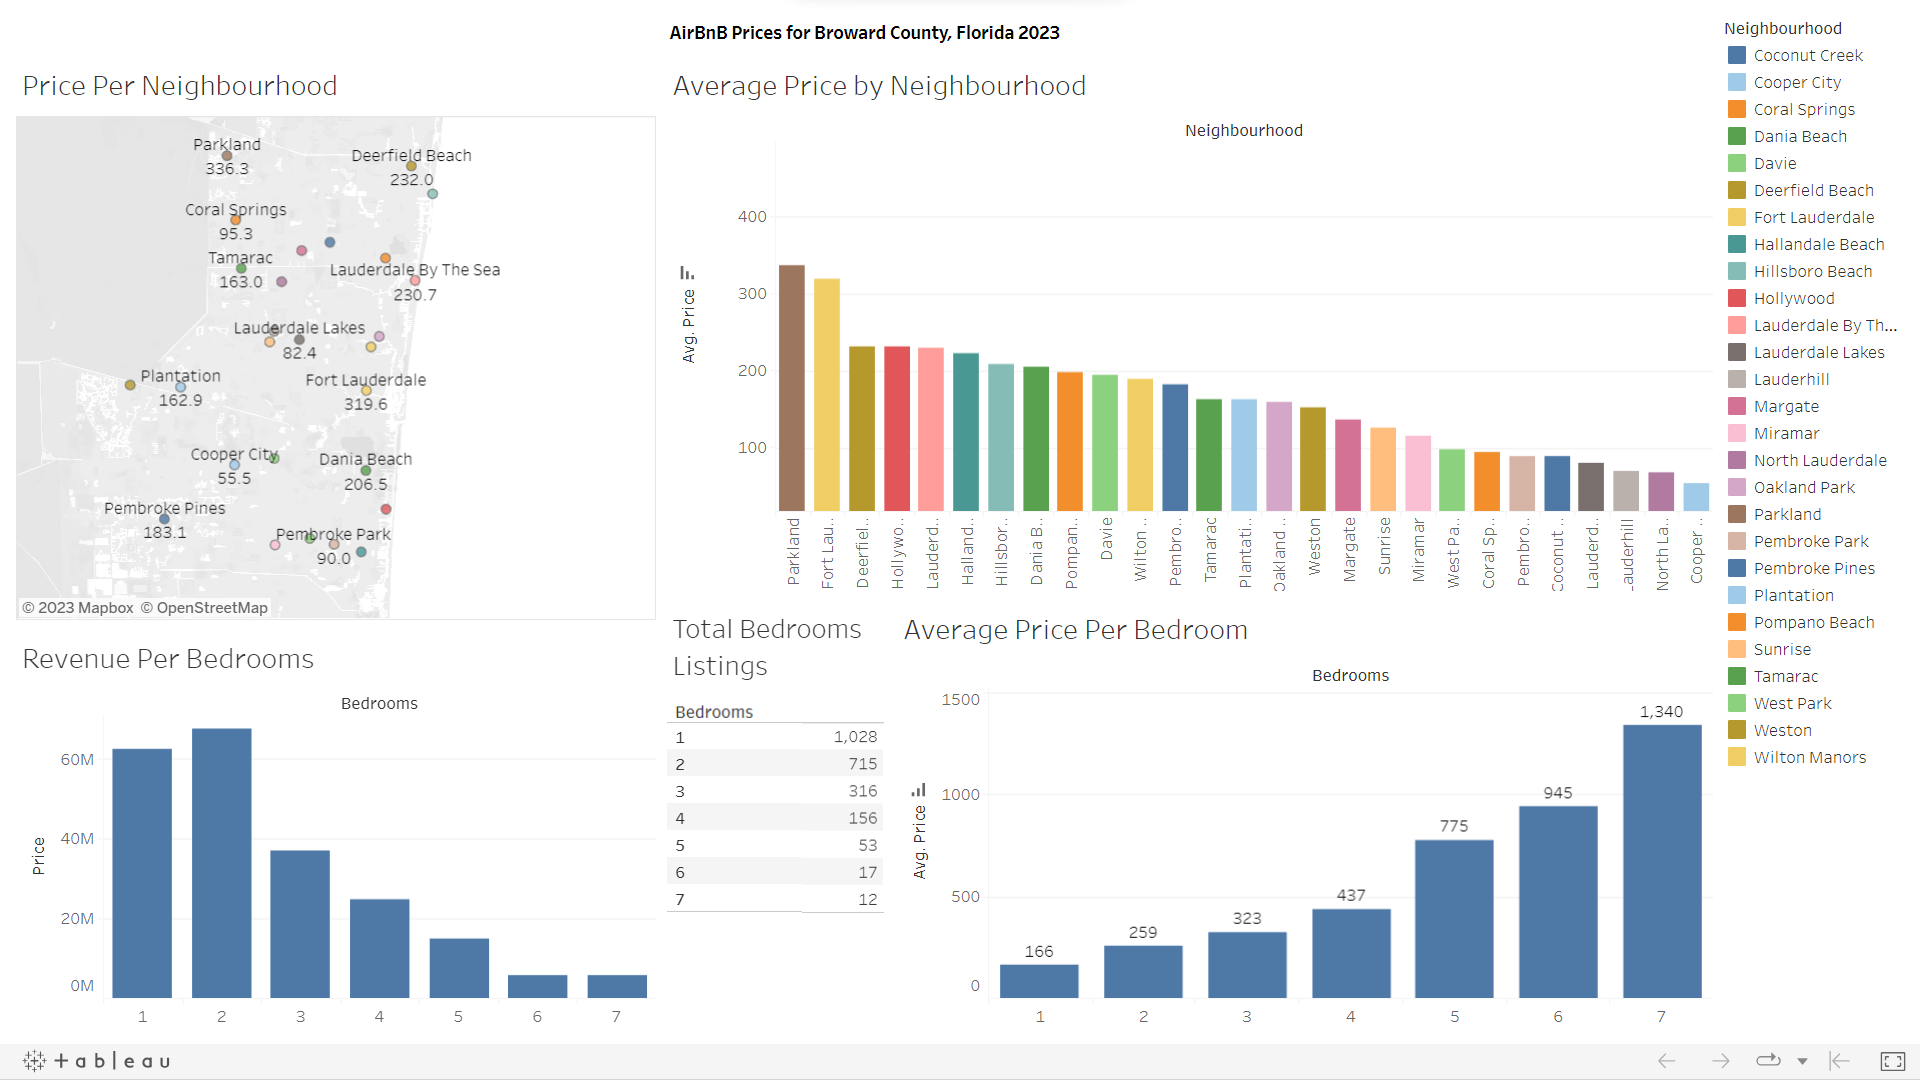 AirBnB Prices for Broward County, Florida 2023
Price Per Neighbourhood
Parkland
336.3
Deerfield Beach
232.0
Coral Springs
95.3
Tamarac
163.0
Lauderdale By The Sea
230.7
Lauderdale Lakes
82.4
Plantation
162.9
Fort Lauderdale
319.6
Cooper City
55.5
Dania Beach
206.5
Pembroke Pines
183.1
Pembroke Park
90.0
© 2023 Mapbox © OpenStreetMap
Average Price by Neighbourhood
Neighbourhood
Avg. Price
400
300
200
100
Parkland
Fort Lau..
Deerfiel..
Hollywo..
Lauderd..
Halland..
Hillsbor..
Dania B..
Pompan..
Davie
Wilton ..
Pembro..
Tamarac
Plantati..
Oakland ..
Weston
Margate
Sunrise
Miramar
West Pa..
Coral Sp..
Pembro..
Coconut ..
Lauderd..
Lauderhill
North La..
Cooper ..
Revenue Per Bedrooms
Bedrooms
Price
60M
40M
20M
0M
1 2 3 4 5 6 7
Total Bedrooms
Listings
Bedrooms
1 1,028
2 715
3 316
4 156
5 53
6 17
7 12
Average Price Per Bedroom
Bedrooms
Avg. Price
1500
1000
500
0
166
259
323
437
775
945
1,340
1 2 3 4 5 6 7
Neighbourhood
Coconut Creek
Cooper City
Coral Springs
Dania Beach
Davie
Deerfield Beach
Fort Lauderdale
Hallandale Beach
Hillsboro Beach
Hollywood
Lauderdale By Th...
Lauderdale Lakes
Lauderhill
Margate
Miramar
North Lauderdale
Oakland Park
Parkland
Pembroke Park
Pembroke Pines
Plantation
Pompano Beach
Sunrise
Tamarac
West Park
Weston
Wilton Manors
+ableau